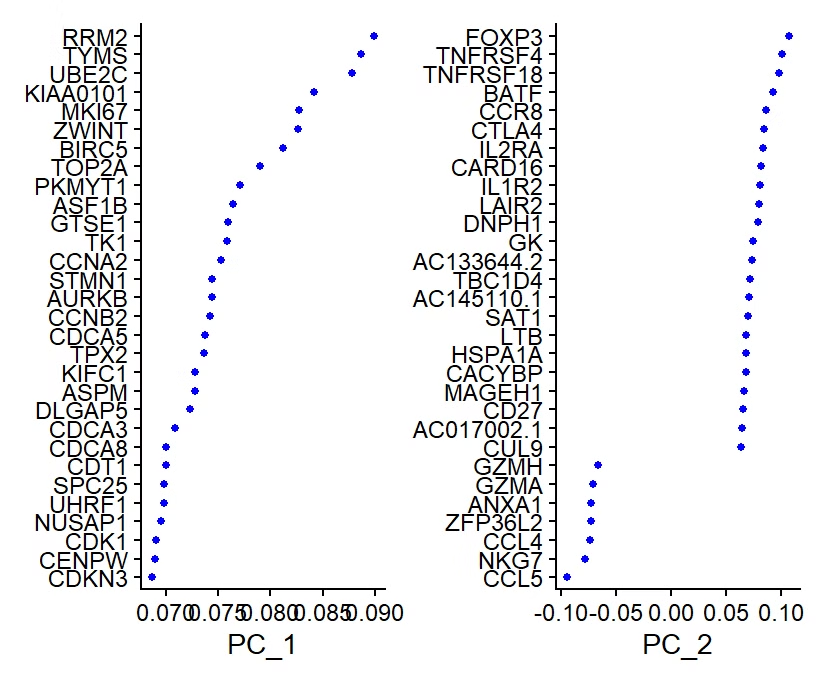 RRM2
TYMS
UBE2C
KIAA0101
MKI67
ZWINT
BIRC5
TOP2A
PKMYT1
ASF1B
GTSE1
TK1
CCNA2
STMN1
AURKB
CCNB2
CDCA5
TPX2
KIFC1
ASPM
DLGAP5
CDCA3
CDCA8
CDT1
SPC25
UHRF1
NUSAP1
CDK1
CENPW
CDKN3
0.070 0.075 0.080 0.085 0.090
PC_1
FOXP3
TNFRSF4
TNFRSF18
BATF
CCR8
CTLA4
IL2RA
CARD16
IL1R2
LAIR2
DNPH1
GK
AC133644.2
TBC1D4
AC145110.1
SAT1
LTB
HSPA1A
CACYBP
MAGEH1
CD27
AC017002.1
CUL9
GZMH
GZMA
ANXA1
ZFP36L2
CCL4
NKG7
CCL5
-0.10 -0.05 0.00 0.05 0.10
PC_2